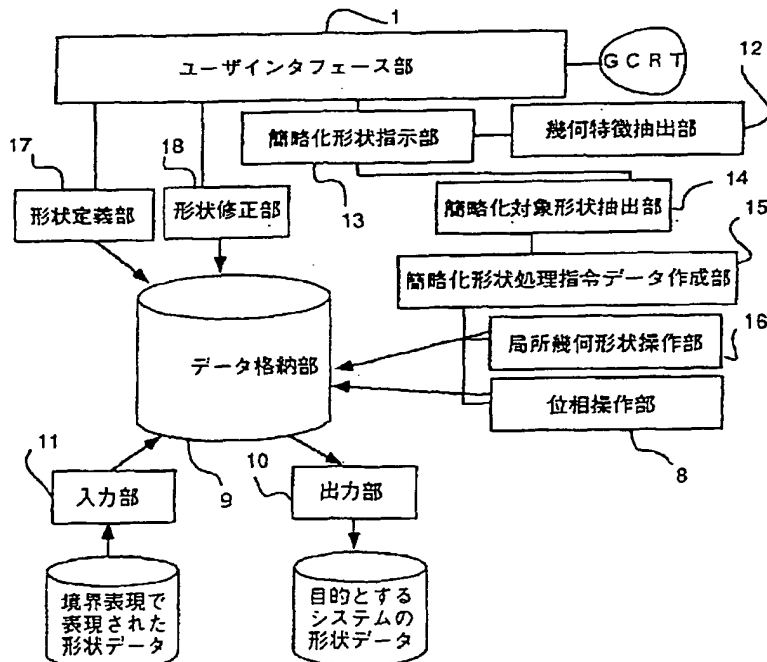 1
ユーザインタフェース部
GCRT
12
簡略化形状指示部
幾何特徴抽出部
17
18
13
形状定義部
形状修正部
14
簡略化対象形状抽出部
15
簡略化形状処理指令データ作成部
16
局所幾何形状操作部
データ格納部
位相操作部
11
9
10
8
入力部
出力部
境界表現で
表現された
形状データ
目的とする
システムの
形状データ